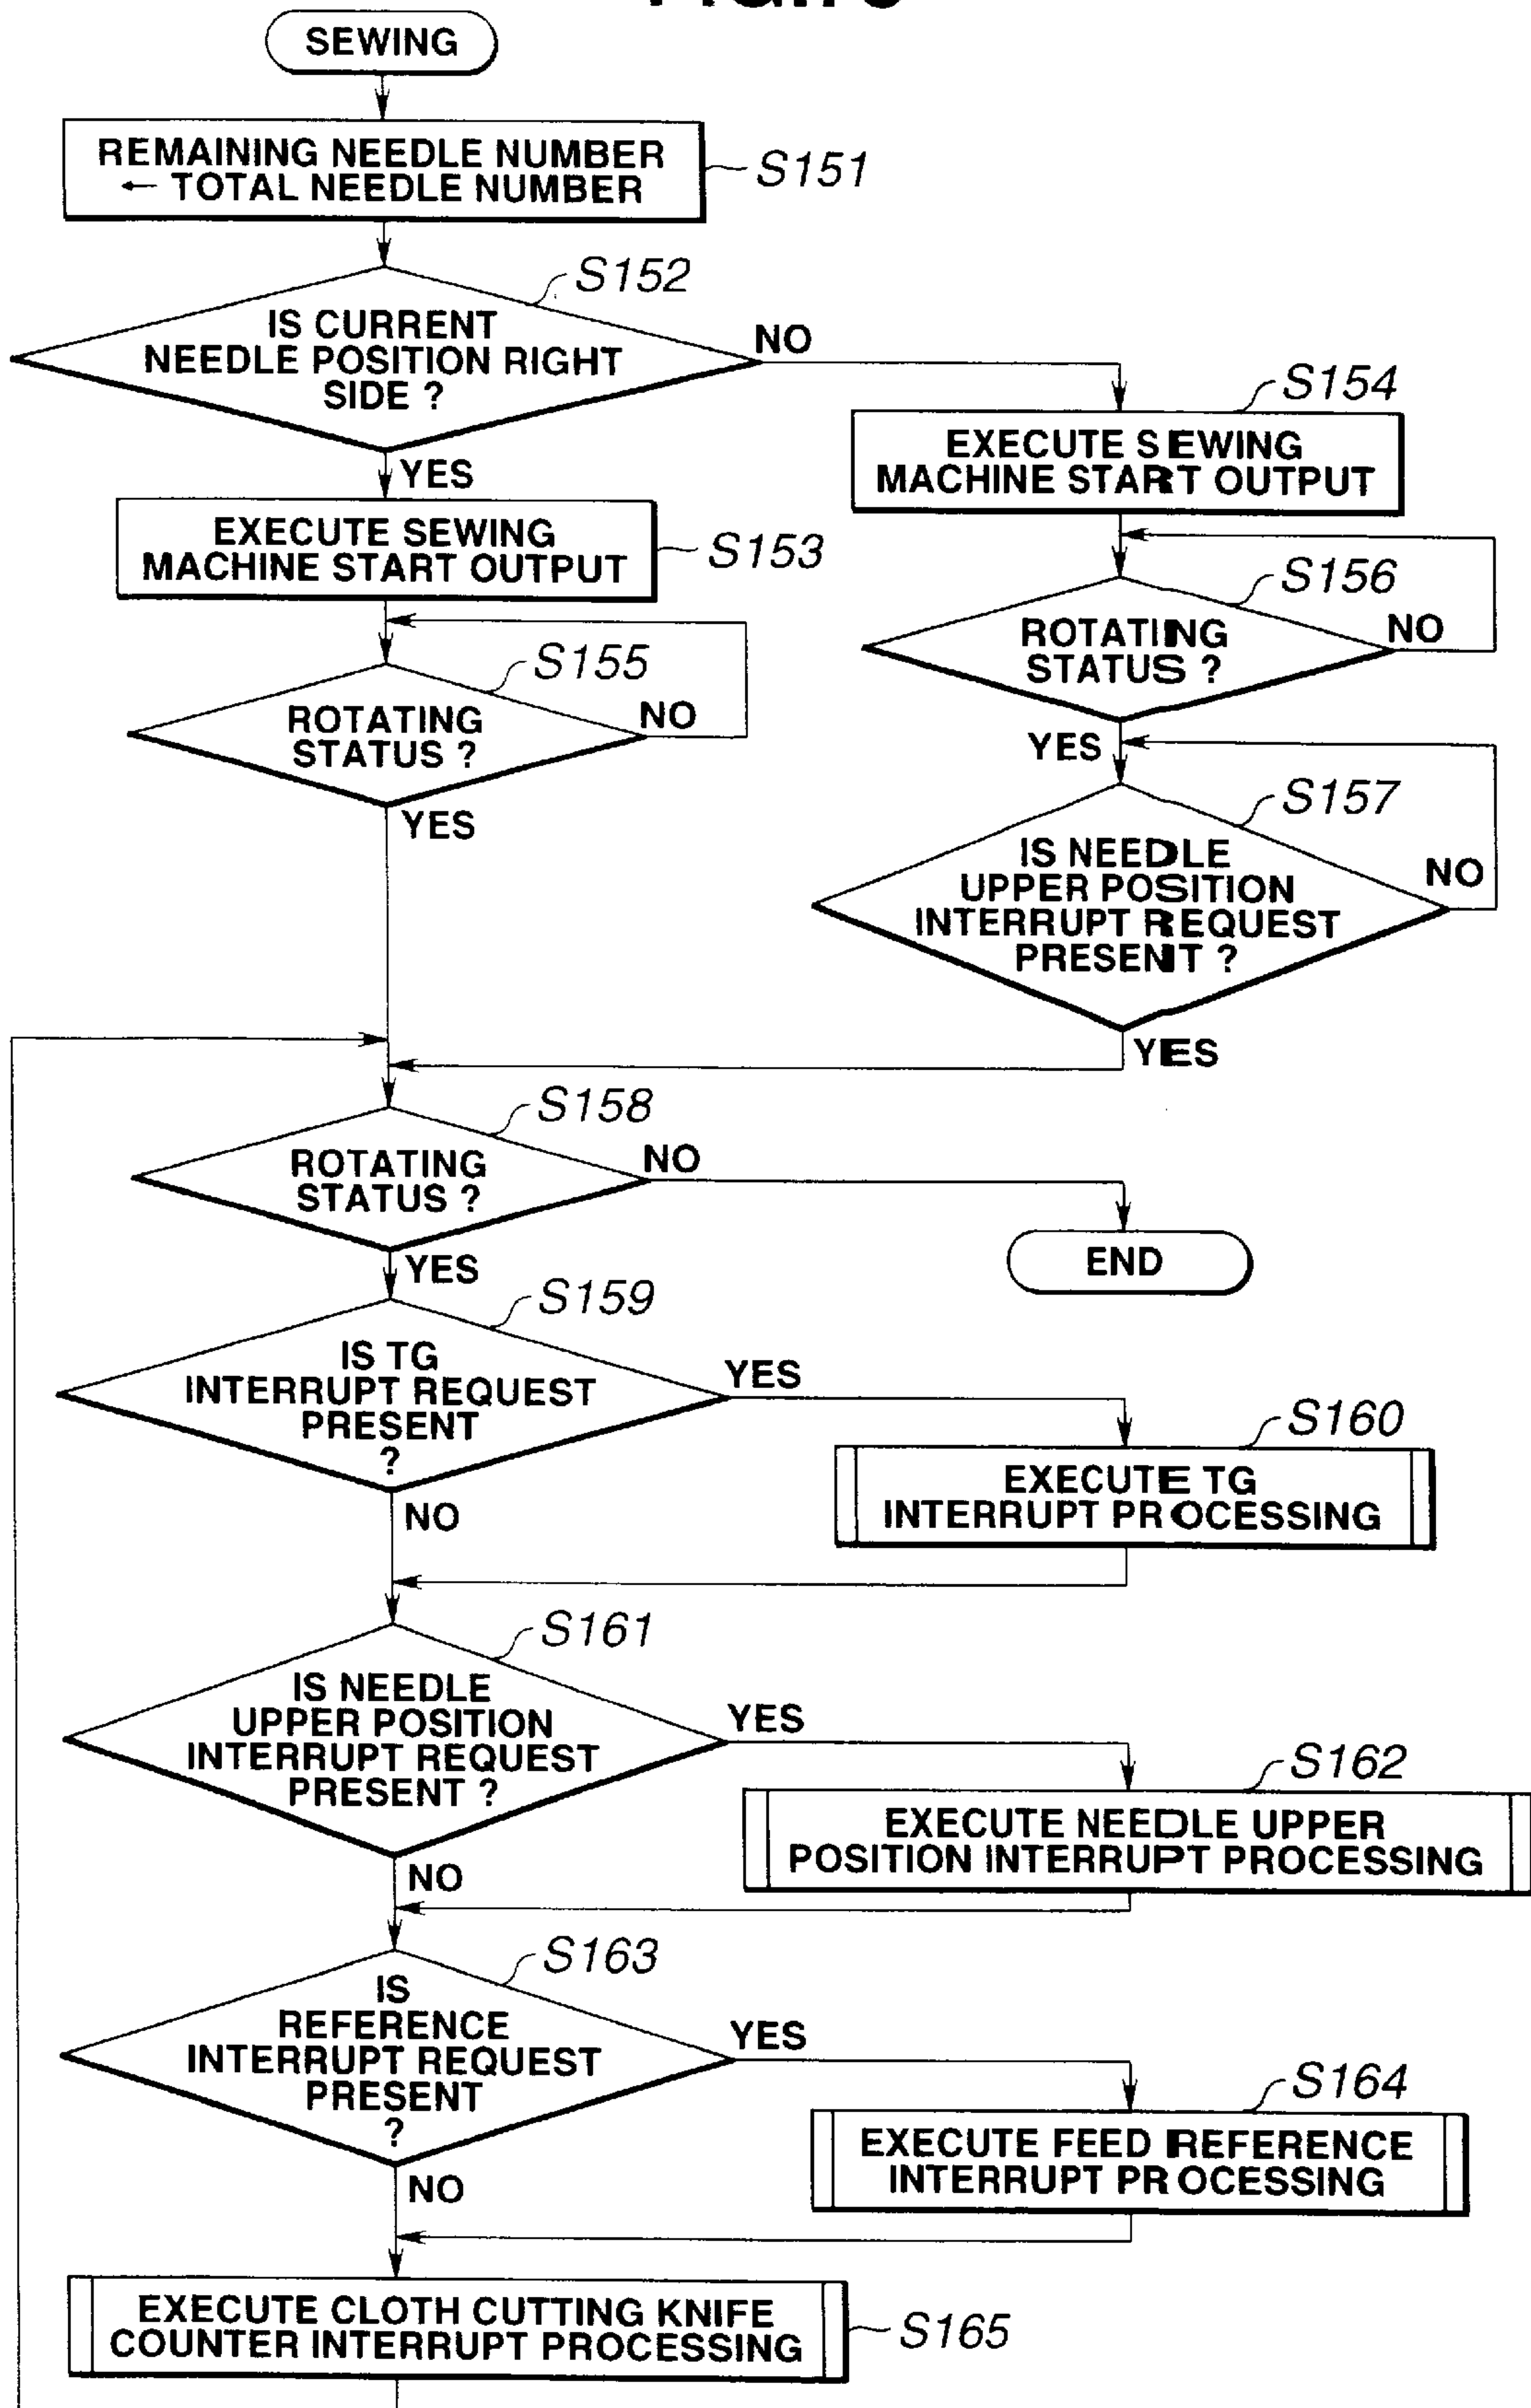 SEWING
REMAINING NEEDLE NUMBER
← TOTAL NEEDLE NUMBER
S151
S152
IS CURRENT
NEEDLE POSITION RIGHT
SIDE ?
NO
YES
S154
EXECUTE SEWING
MACHINE START OUTPUT
EXECUTE SEWING
MACHINE START OUTPUT
S153
S156
ROTATING
STATUS ?
NO
YES
S155
ROTATING
STATUS ?
NO
YES
S157
IS NEEDLE
UPPER POSITION
INTERRUPT REQUEST
PRESENT ?
NO
YES
S158
ROTATING
STATUS ?
NO
YES
END
S159
IS TG
INTERRUPT REQUEST
PRESENT
?
YES
NO
S160
EXECUTE TG
INTERRUPT PROCESSING
S161
IS NEEDLE
UPPER POSITION
INTERRUPT REQUEST
PRESENT ?
YES
NO
S162
EXECUTE NEEDLE UPPER
POSITION INTERRUPT PROCESSING
S163
IS
REFERENCE
INTERRUPT REQUEST
PRESENT
?
YES
NO
S164
EXECUTE FEED REFERENCE
INTERRUPT PROCESSING
EXECUTE CLOTH CUTTING KNIFE
COUNTER INTERRUPT PROCESSING
S165